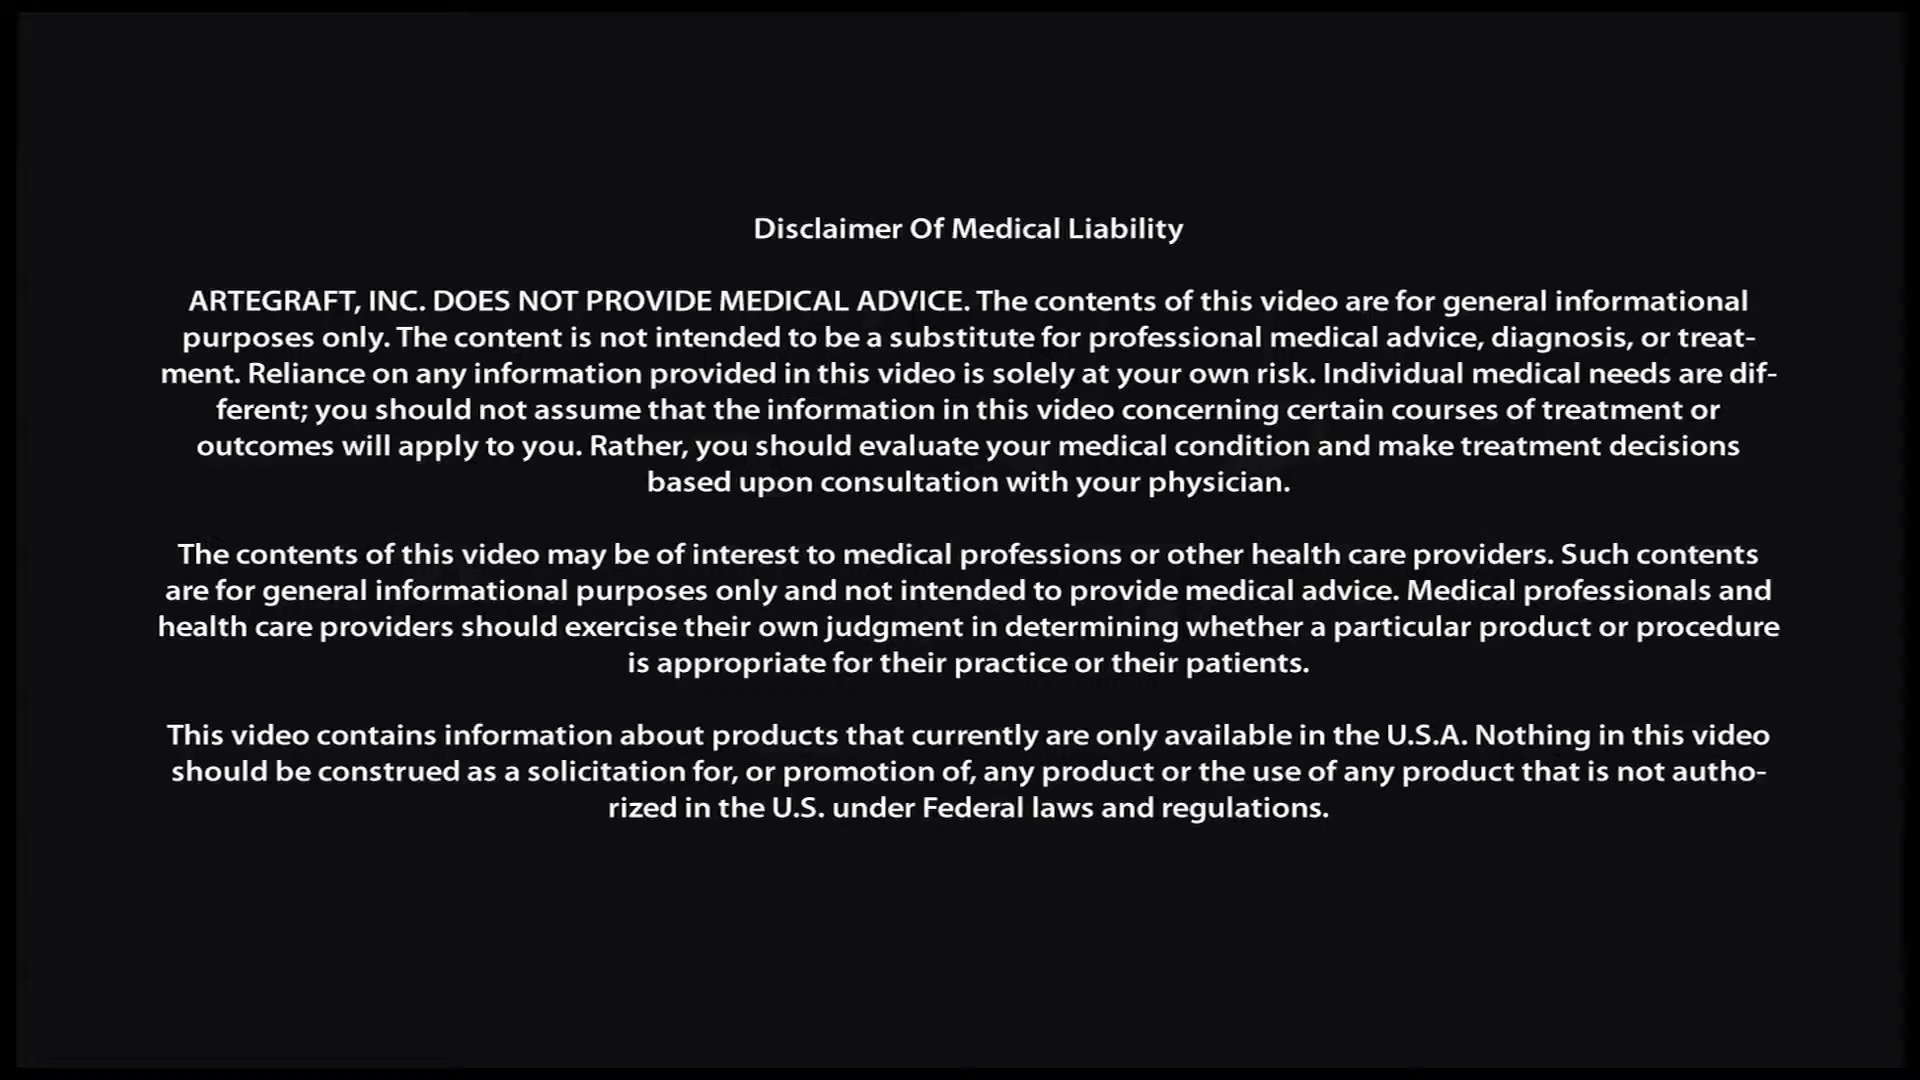 Disclaimer Of Medical Liability
ARTEGRAFT, INC. DOES NOT PROVIDE MEDICAL ADVICE. The contents of this video are for general informational
purposes only. The content is not intended to be a substitute for professional medical advice, diagnosis, or treat-
ment. Reliance on any information provided in this video is solely at your own risk. Individual medical needs are dif-
ferent; you should not assume that the information in this video concerning certain courses of treatment or
outcomes will apply to you. Rather, you should evaluate your medical condition and make treatment decisions
based upon consultation with your physician.
The contents of this video may be of interest to medical professions or other health care providers. Such contents
are for general informational purposes only and not intended to provide medical advice. Medical professionals and
health care providers should exercise their own judgment in determining whether a particular product or procedure
is appropriate for their practice or their patients.
This video contains information about products that currently are only available in the U.S.A. Nothing in this video
should be construed as a solicitation for, or promotion of, any product or the use of any product that is not autho-
rized in the U.S. under Federal laws and regulations.